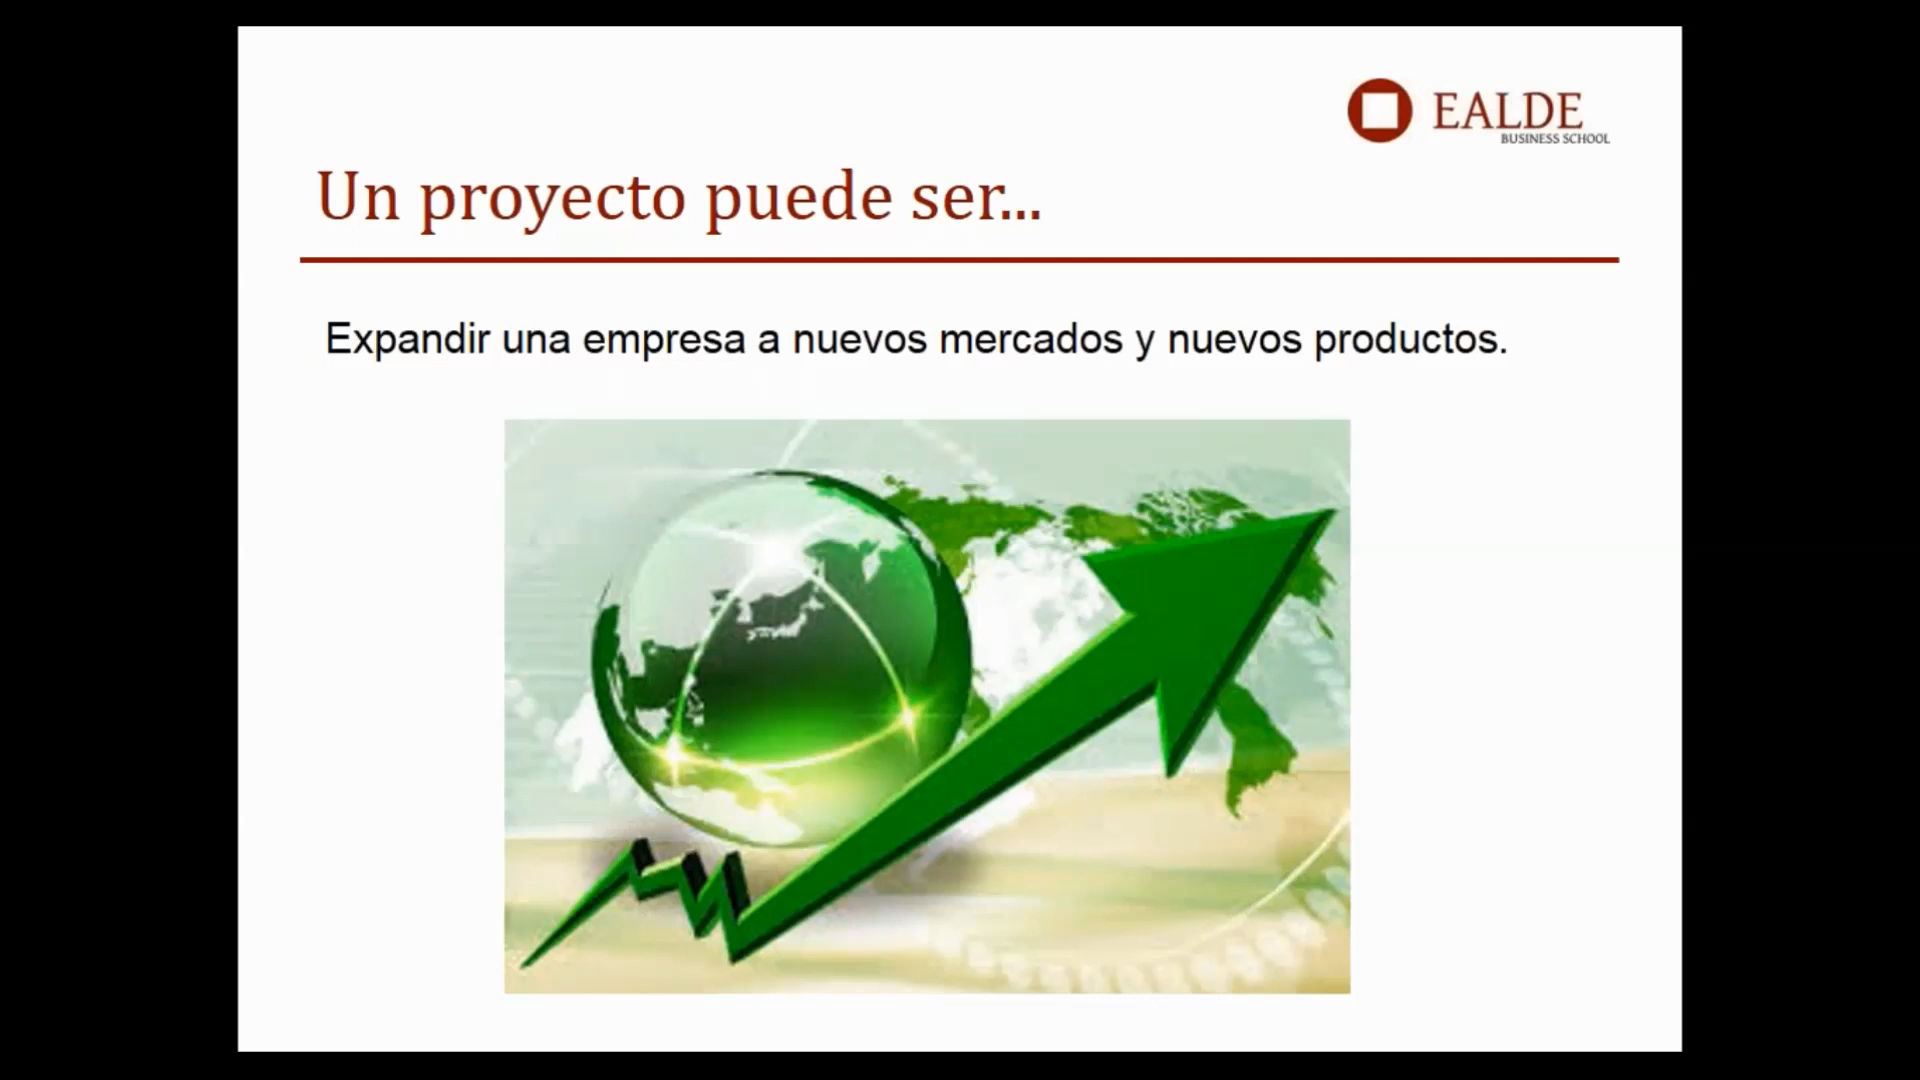 EALDE
BUSINESS SCHOOL
Un proyecto puede ser...
Expandir una empresa a nuevos mercados y nuevos productos.